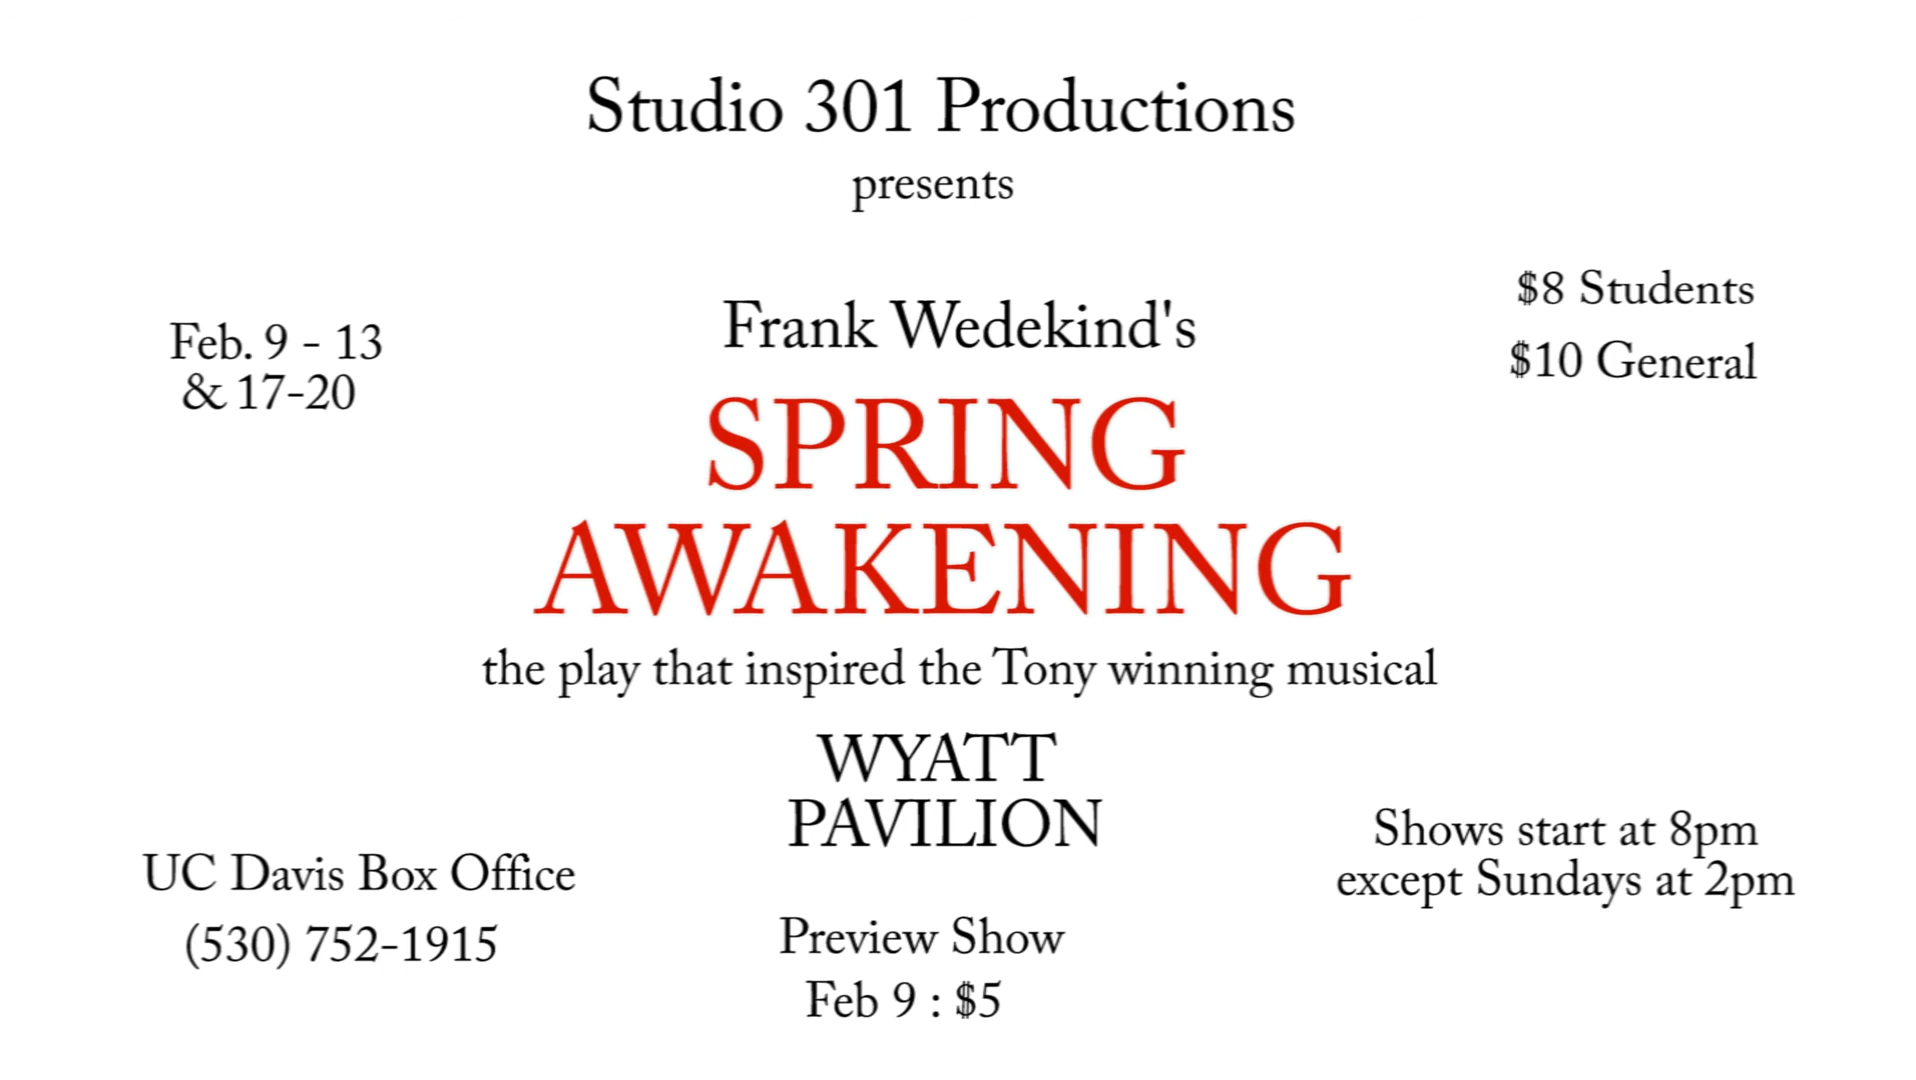 Studio 301 Productions
presents
Feb. 9 - 13
& 17-20
Frank Wedekind's
SPRING
AWAKENING
the play that inspired the Tony winning musical
$8 Students
$10 General
WYATT
PAVILION
UC Davis Box Office
(530) 752-1915
Preview Show
Feb 9 : $5
Shows start at 8pm
except Sundays at 2pm